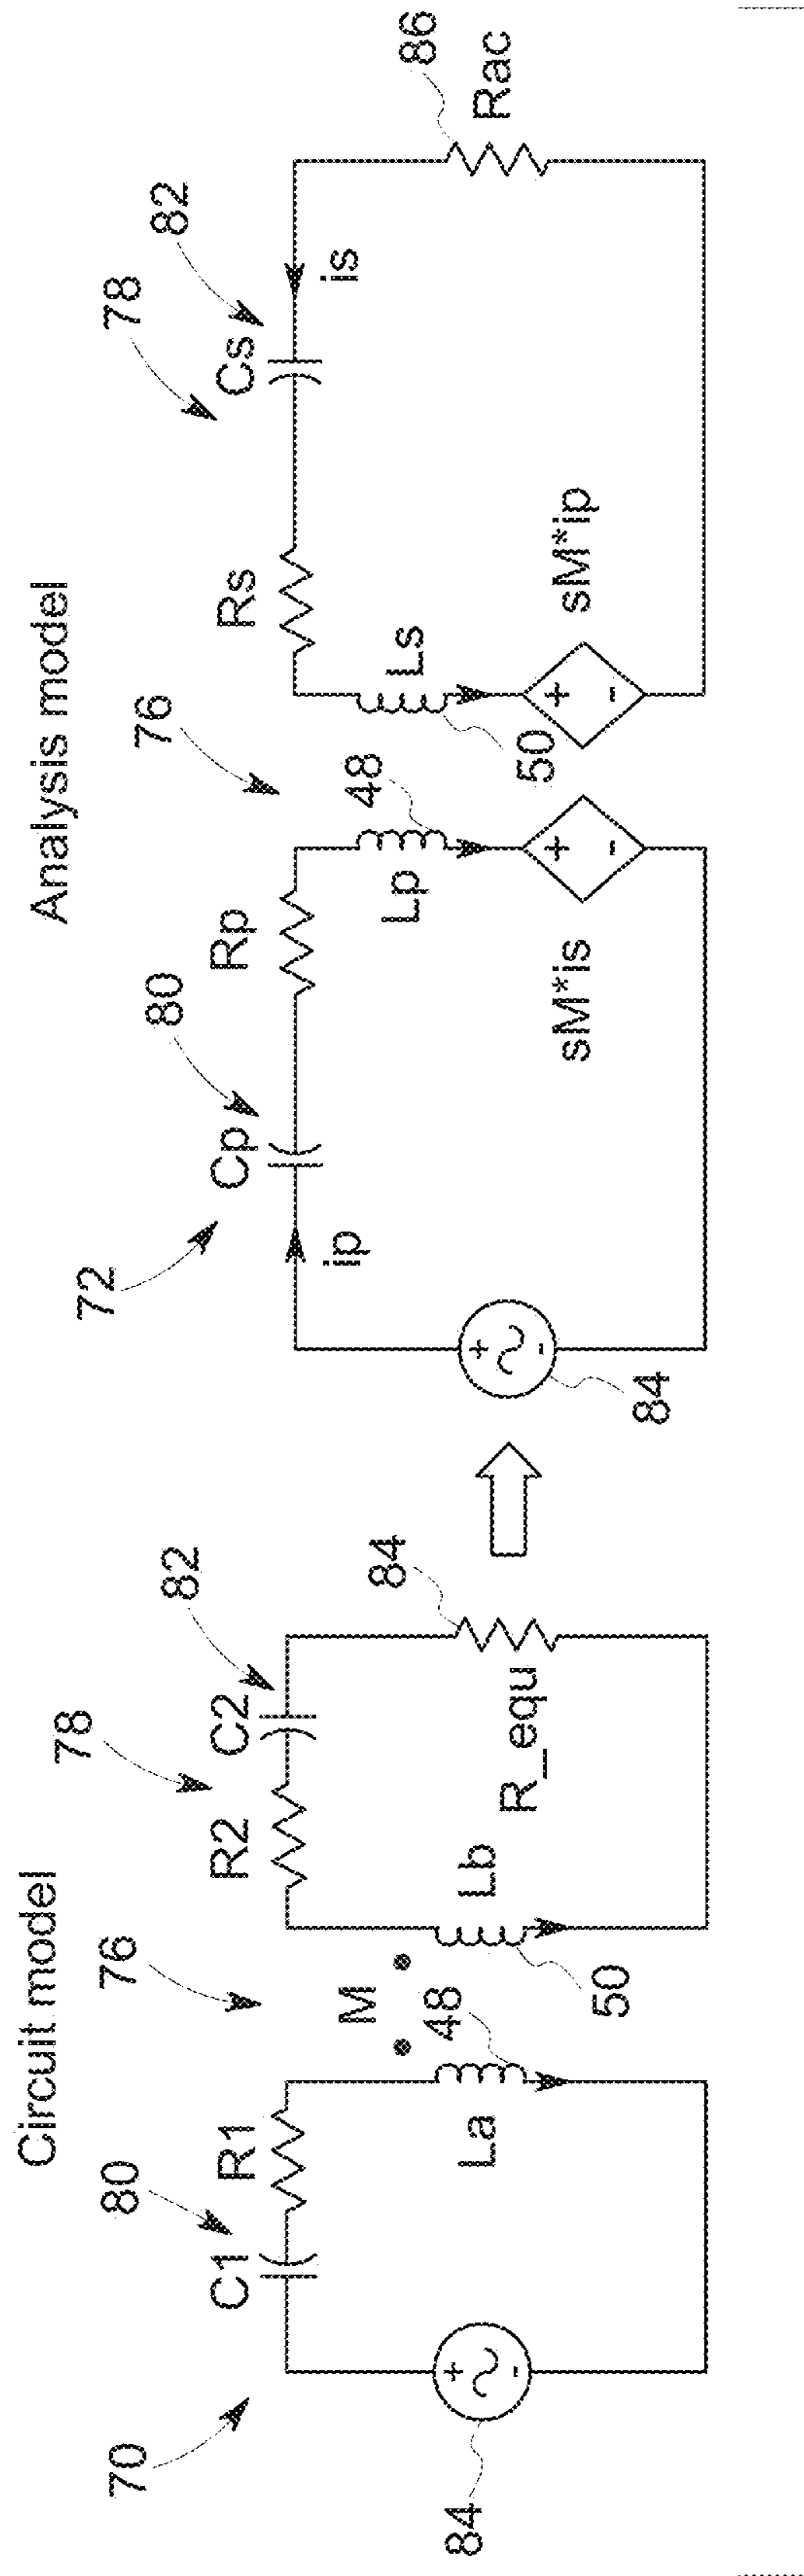 Circuit model
70
80
C1
R1
76
M
48
La
84
78
R2
C2
82
Lb
50
R_equ
84
Analysis model
72
80
Cp
Rp
ip
84
76
48
Lp
sM*is
+
-
78
82
Rs
Cs
is
Ls
50
sM*ip
+
-
86
Rac